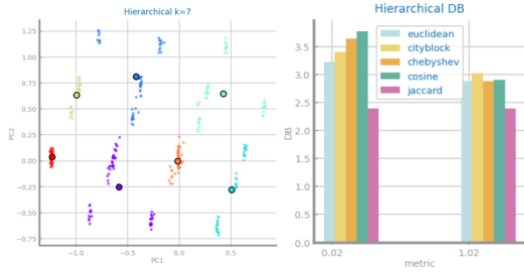 Hierarchical k=7
1.25
1.00
0.75
0.50
0.25
0.00
−0.25
−0.50
−0.75
PC2
−1.0
−0.5
0.0
0.5
PC1
Hierarchical DB
3.5
3.0
2.5
2.0
1.5
1.0
0.5
0.0
DB
euclidean
cityblock
chebyshev
cosine
jaccard
0.02
1.02
metric